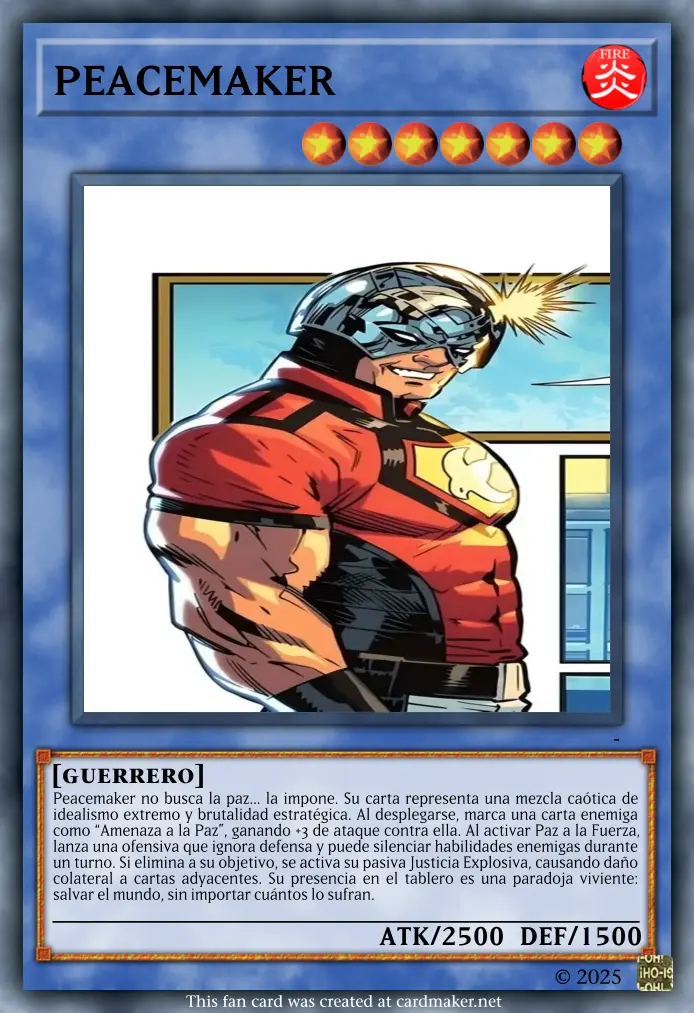 PEACEMAKER
FIRE
炎
-
[GUERRERO]
Peacemaker no busca la paz... la impone. Su carta representa una mezcla caótica de
idealismo extremo y brutalidad estratégica. Al desplegarse, marca una carta enemiga
como “Amenaza a la Paz”, ganando +3 de ataque contra ella. Al activar Paz a la Fuerza,
lanza una ofensiva que ignora defensa y puede silenciar habilidades enemigas durante
un turno. Si elimina a su objetivo, se activa su pasiva Justicia Explosiva, causando daño
colateral a cartas adyacentes. Su presencia en el tablero es una paradoja viviente:
salvar el mundo, sin importar cuántos lo sufran.
ATK/2500 DEF/1500
© 2025
This fan card was created at cardmaker.net